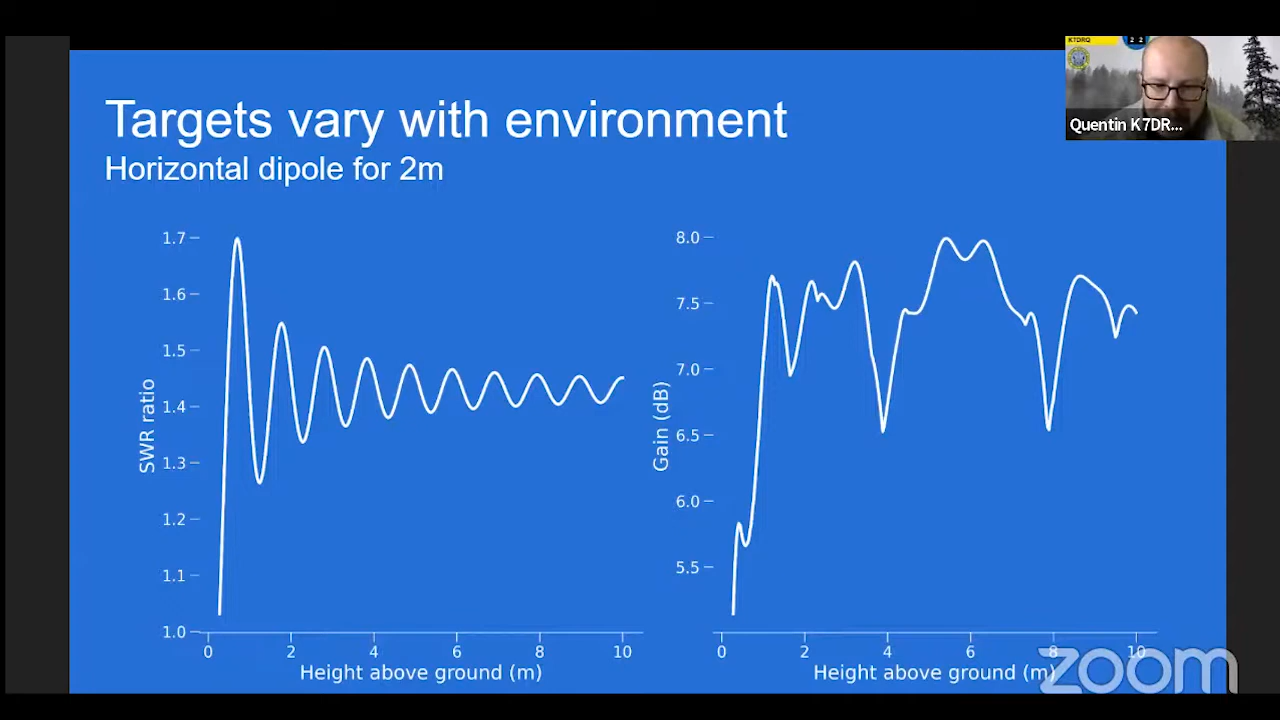 K7DRQ
2 2
Quentin K7DR...
Targets vary with environment
Horizontal dipole for 2m
1.7
1.6
1.5
1.4
1.3
1.2
1.1
1.0
SWR ratio
0 2 4 6 8 10
Height above ground (m)
8.0
7.5
7.0
6.5
6.0
5.5
Gain (dB)
0 2 4 6 8 10
Height above ground (m)
zoom